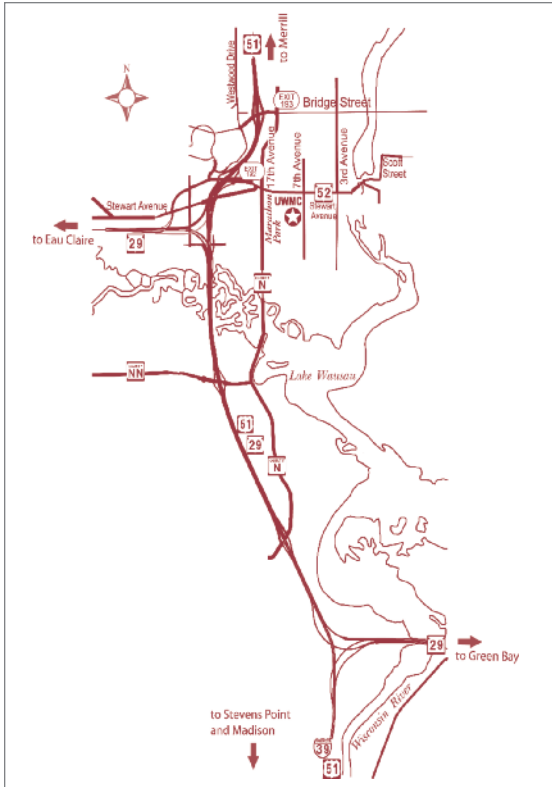 51
to Merrill
Westwood Drive
N
EXIT
193
Bridge Street
17th Avenue
7th Avenue
3rd Avenue
Scott
Street
EXIT
52
UWMC
Stewart
Avenue
Stewart Avenue
Marathon
Park
to Eau Claire
29
N
Lake Wausau
NN
51
29
N
29
to Green Bay
to Stevens Point
and Madison
Wisconsin River
39
51